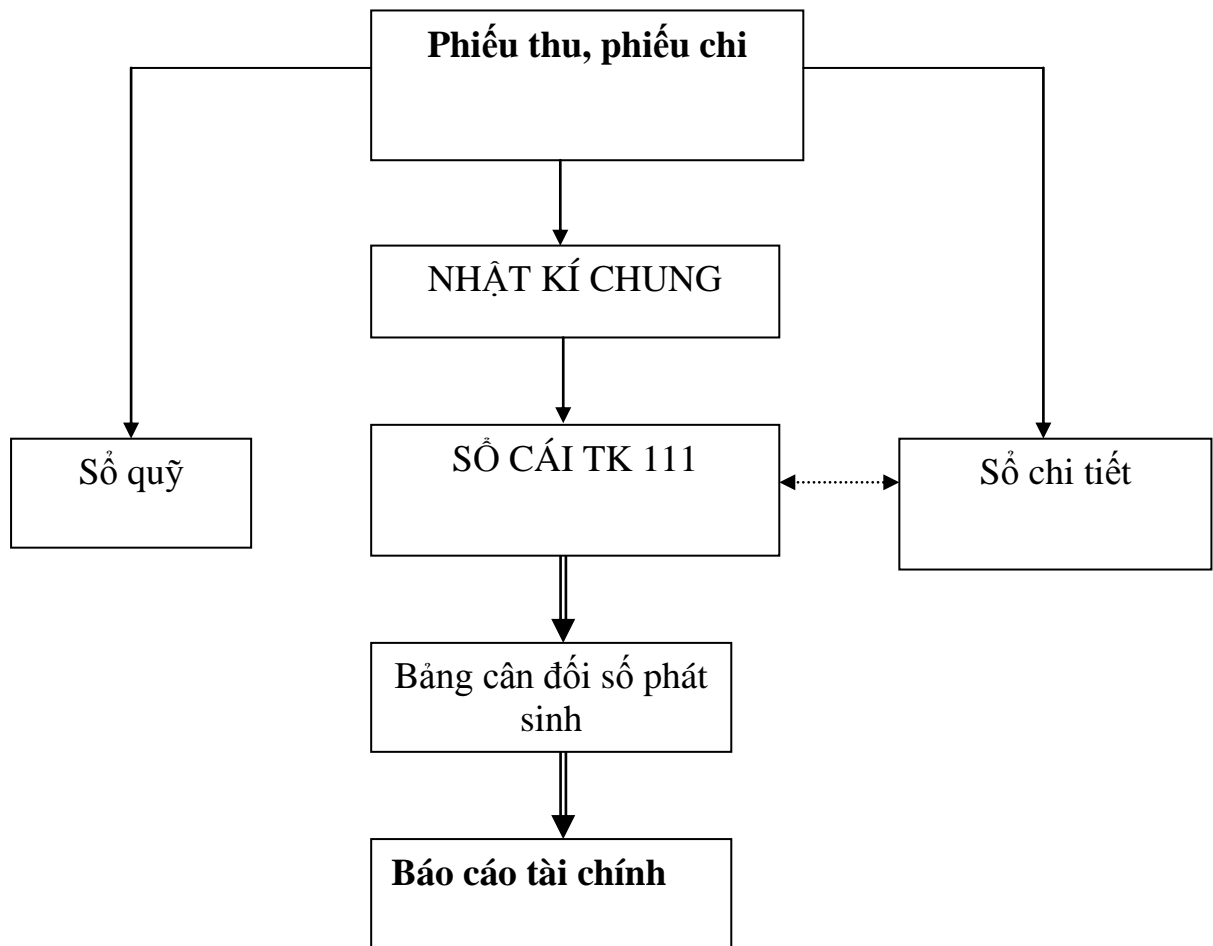 Phiếu thu, phiếu chi
NHẬT KÍ CHUNG
Sổ quỹ
SỔ CÁI TK 111
Sổ chi tiết
Bảng cân đối số phát
sinh
Báo cáo tài chính